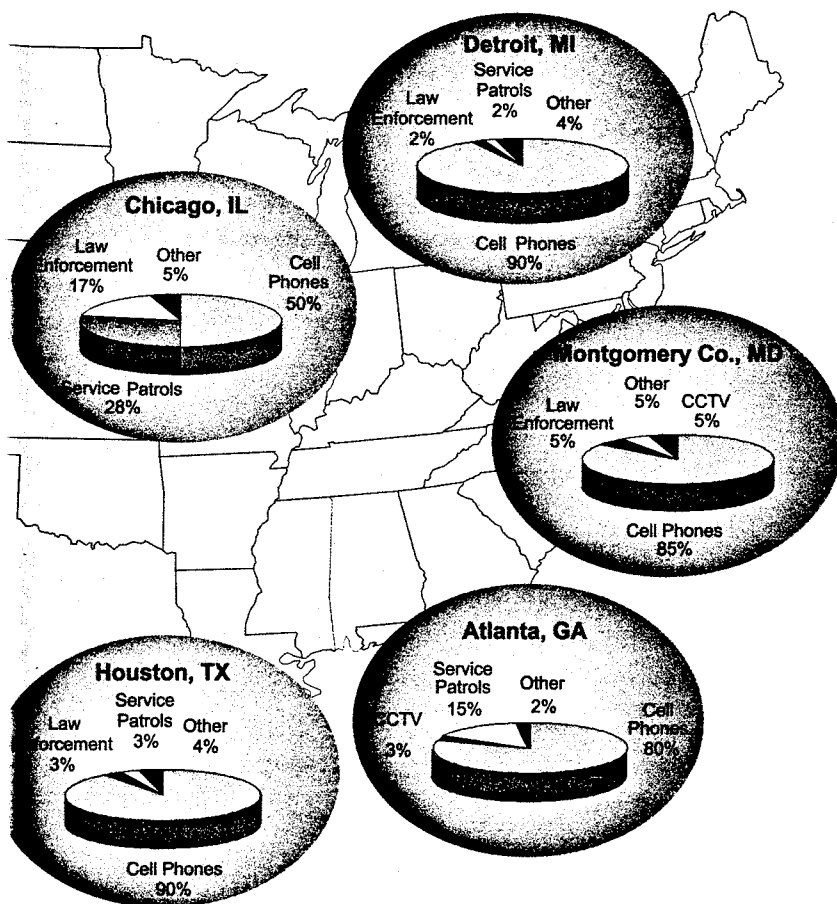 Detroit, MI
Service
Patrols
2%
Law
Enforcement
2%
Other
4%
Cell Phones
90%
Chicago, IL
Law
Enforcement
17%
Other
5%
Cell
Phones
50%
Service Patrols
28%
Montgomery Co., MD
Other
5%
CCTV
5%
Law
Enforcement
5%
Cell Phones
85%
Atlanta, GA
Service
Patrols
15%
Other
2%
CCTV
3%
Cell
Phones
80%
Houston, TX
Service
Patrols
3%
Law
Enforcement
3%
Other
4%
Cell Phones
90%